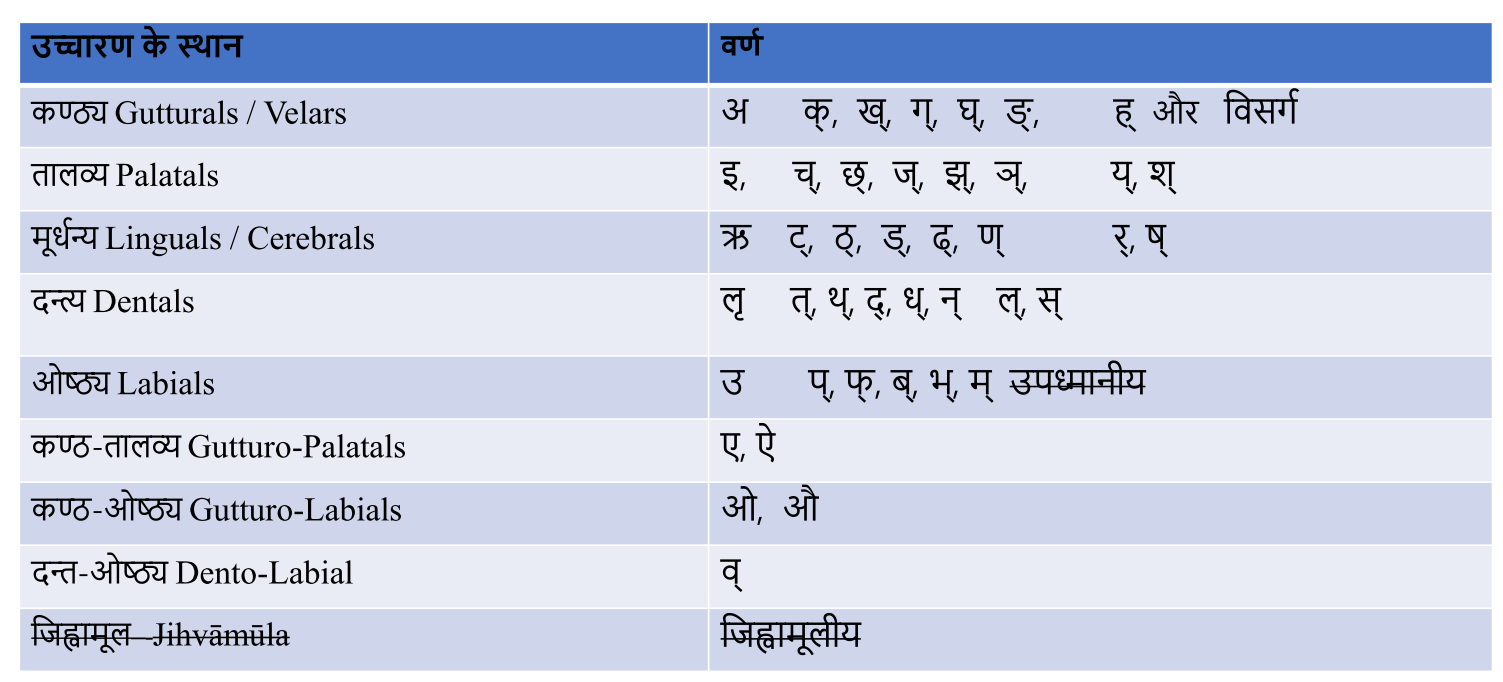 उच्चारण के स्थान वर्ण
कण्ठ्य Gutturals / Velars अ क्, ख्, ग्, घ्, ङ्, ह् और विसर्ग
तालव्य Palatals इ, च्, छ्, ज्, झ्, ञ्, य्, श्
मूर्धन्य Linguals / Cerebrals ऋ ट्, ठ्, ड्, ढ्, ण् र्, ष्
दन्त्य Dentals लृ त्, थ्, द्, ध्, न् ल्, स्
ओष्ठ्य Labials उ प्, फ्, ब्, भ्, म् उपध्मानीय
कण्ठ-तालव्य Gutturo-Palatals ए, ऐ
कण्ठ-ओष्ठ्य Gutturo-Labials ओ, औ
दन्त-ओष्ठ्य Dento-Labial व्
जिह्वामूल Jihvāmūla जिह्वामूलीय